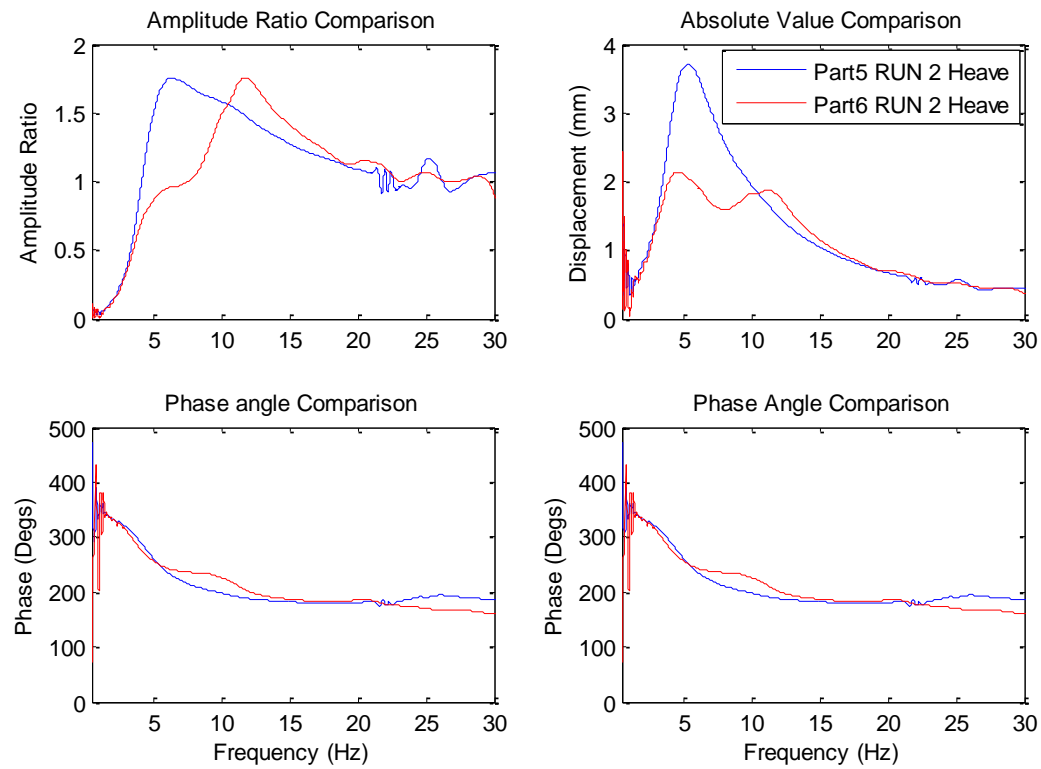 Amplitude Ratio Comparison
2
1.5
1
0.5
0
Amplitude Ratio
5 10 15 20 25 30
Absolute Value Comparison
4
3
2
1
0
Displacement (mm)
Part5 RUN 2 Heave
Part6 RUN 2 Heave
5 10 15 20 25 30
Phase angle Comparison
500
400
300
200
100
0
Phase (Degs)
5 10 15 20 25 30
Frequency (Hz)
Phase Angle Comparison
500
400
300
200
100
0
Phase (Degs)
5 10 15 20 25 30
Frequency (Hz)